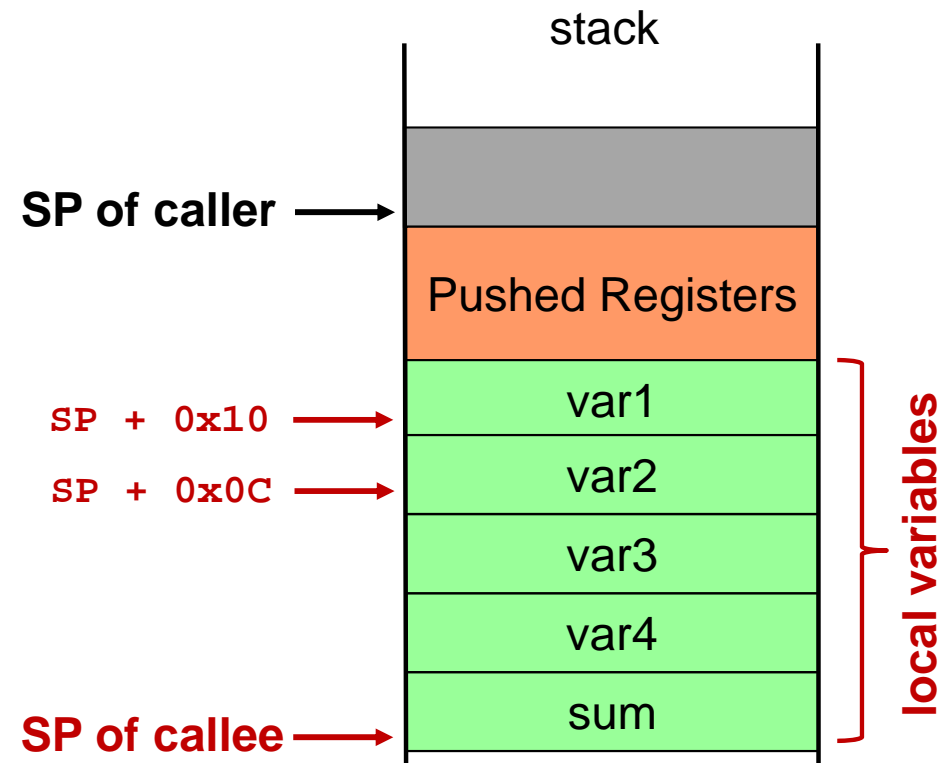 stack
SP of caller
Pushed Registers
var1
SP + 0x10
var2
SP + 0x0C
var3
var4
sum
SP of callee
local variables